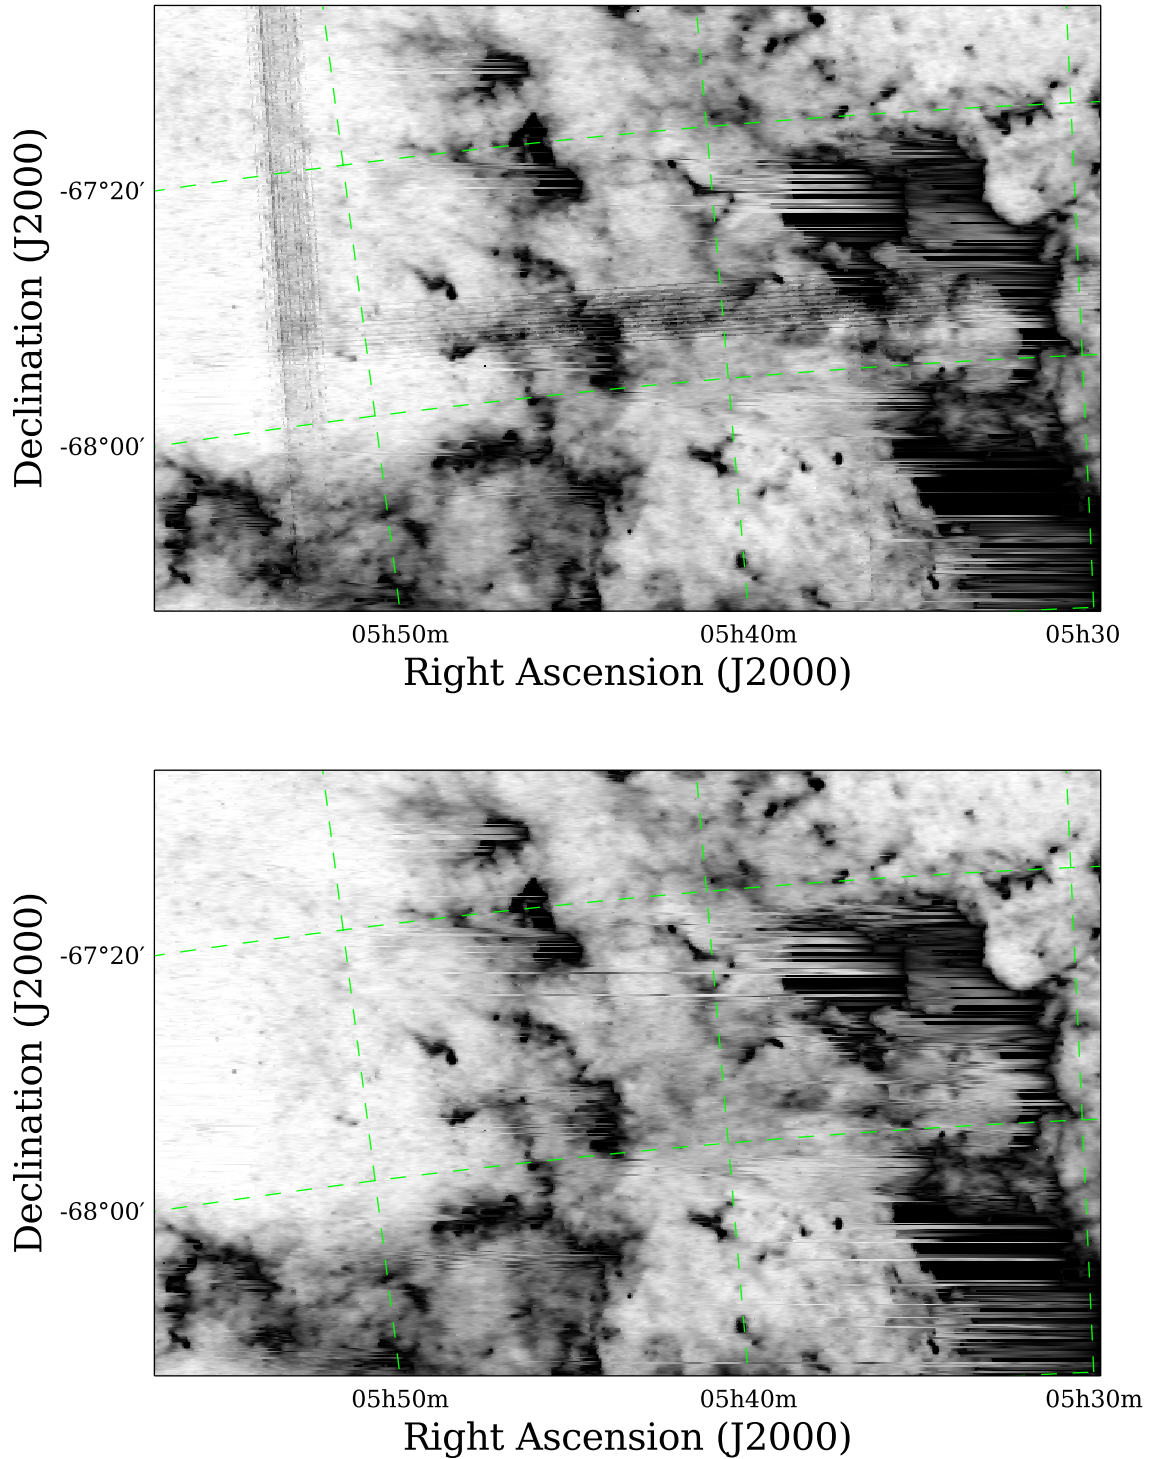 Declination (J2000)
-67°20′
-68°00′
05h50m
05h40m
05h30
Right Ascension (J2000)
Declination (J2000)
-67°20′
-68°00′
05h50m
05h40m
05h30m
Right Ascension (J2000)